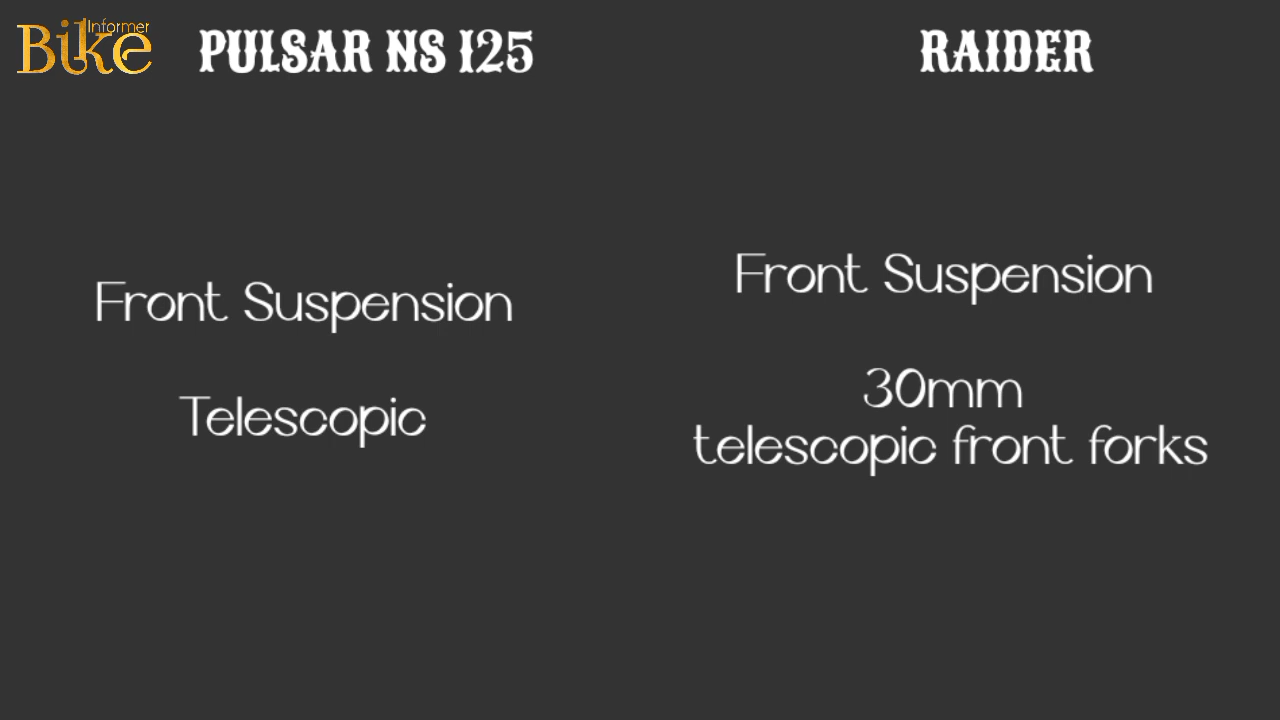 Bike Informer
PULSAR NS 125
RAIDER
Front Suspension
Telescopic
Front Suspension
30mm
telescopic front forks